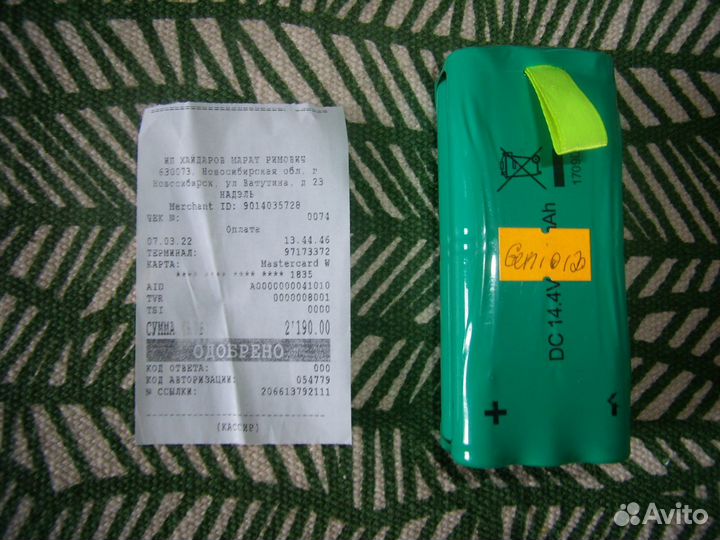 ИП ХАЙДАРОВ МАРАТ РИМОВИЧ
630073, Новосибирская обл. г
Новосибирск, ул Ватутина, д 23
НАДЭЛЬ
Merchant ID: 9014035728
ЧЕК №: 0074
Оплата
07.03.22 13.44.46
ТЕРМИНАЛ: 97173372
КАРТА: Mastercard W
**** **** **** **** 1835
AID A0000000041010
TVR 0000008001
TSI 0000
СУММА 2'190.00
ОДОБРЕНО
КОД ОТВЕТА: 000
КОД АВТОРИЗАЦИИ: 054779
№ ССЫЛКИ: 206613792111
(КАССИР)
DC 14.4V
Ah
1709
+
-
Avito